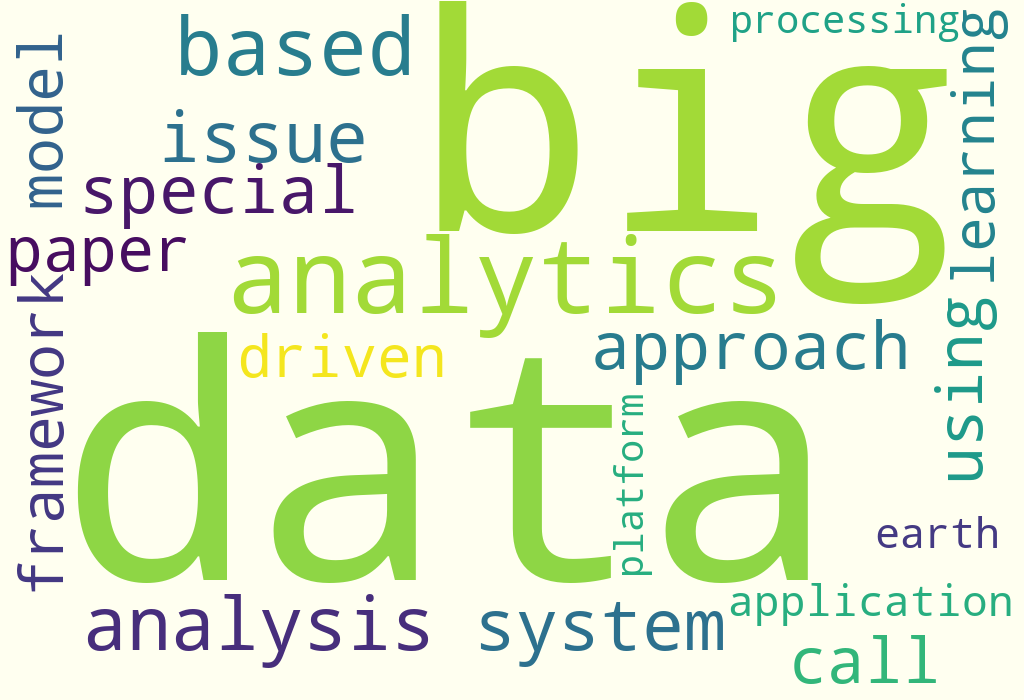 big
processing
based
model
learning
issue
special
paper
analytics
framework
using
driven
approach
data
platform
earth
analysis
system
application
call